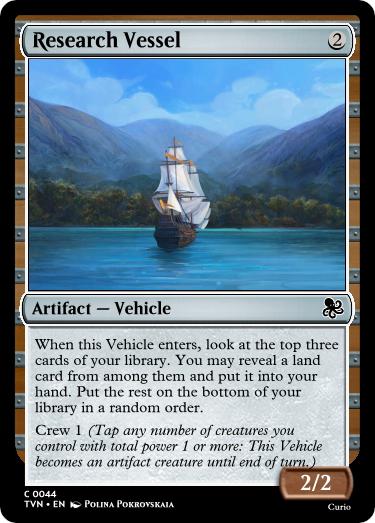 Research Vessel
2
Artifact — Vehicle
When this Vehicle enters, look at the top three
cards of your library. You may reveal a land
card from among them and put it into your
hand. Put the rest on the bottom of your
library in a random order.
Crew 1 (Tap any number of creatures you
control with total power 1 or more: This Vehicle
becomes an artifact creature until end of turn.)
2/2
C 0044
TVN • EN Polina Pokrovskaia
Curio